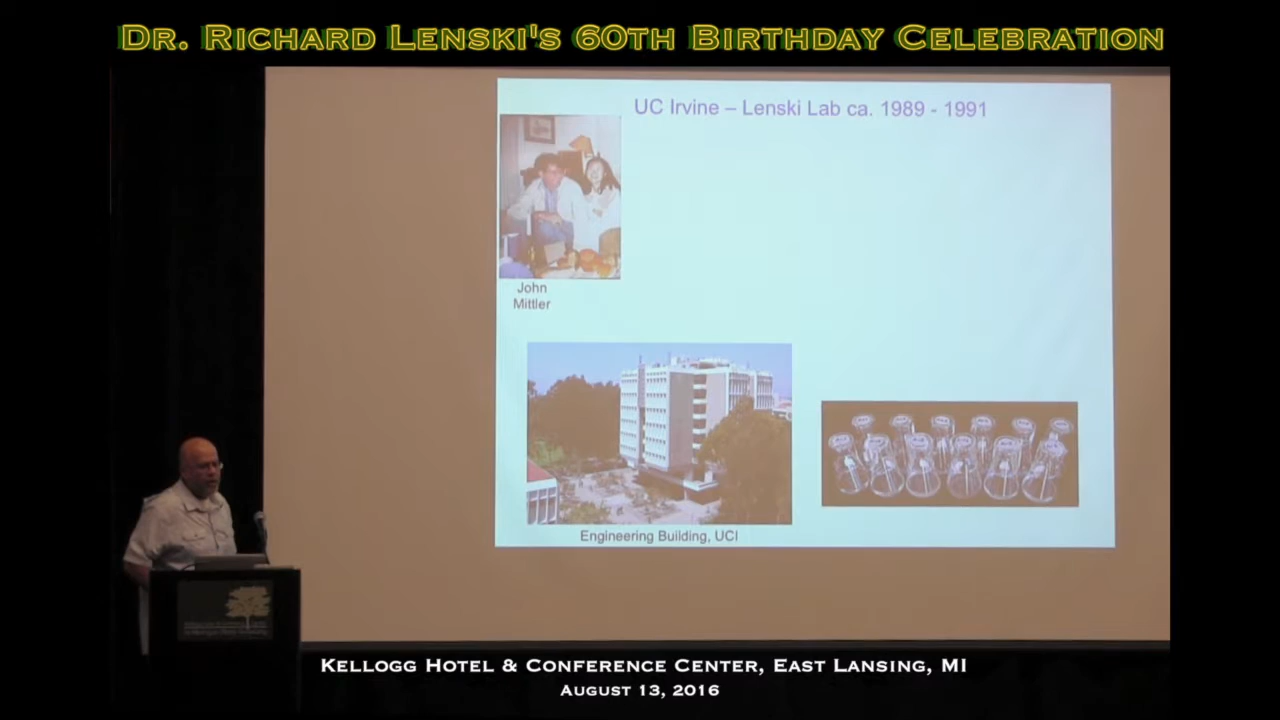 DR. RICHARD LENSKI'S 60TH BIRTHDAY CELEBRATION
UC Irvine – Lenski Lab ca. 1989 - 1991
John
Mittler
Engineering Building, UCI
KELLOGG HOTEL & CONFERENCE CENTER, EAST LANSING, MI
AUGUST 13, 2016